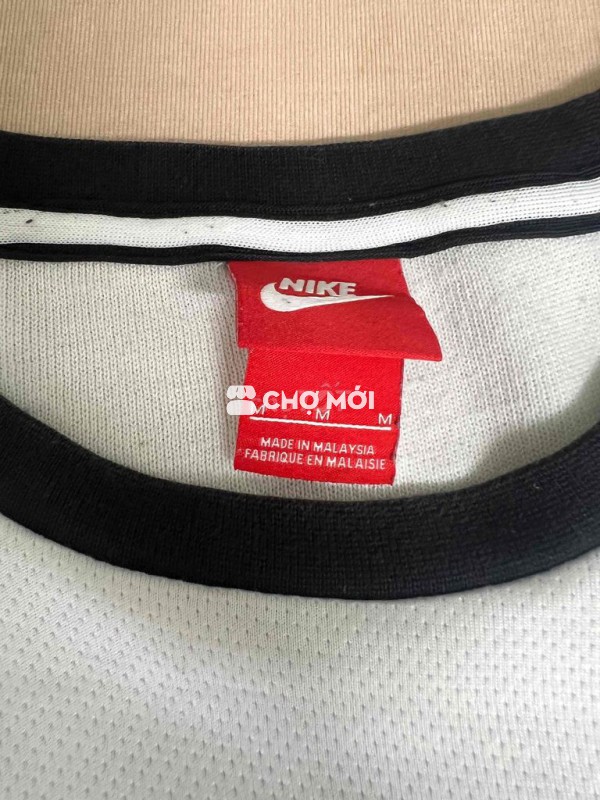 NIKE
CHỢ MỚI
M M M
MADE IN MALAYSIA
FABRIQUE EN MALAISIE